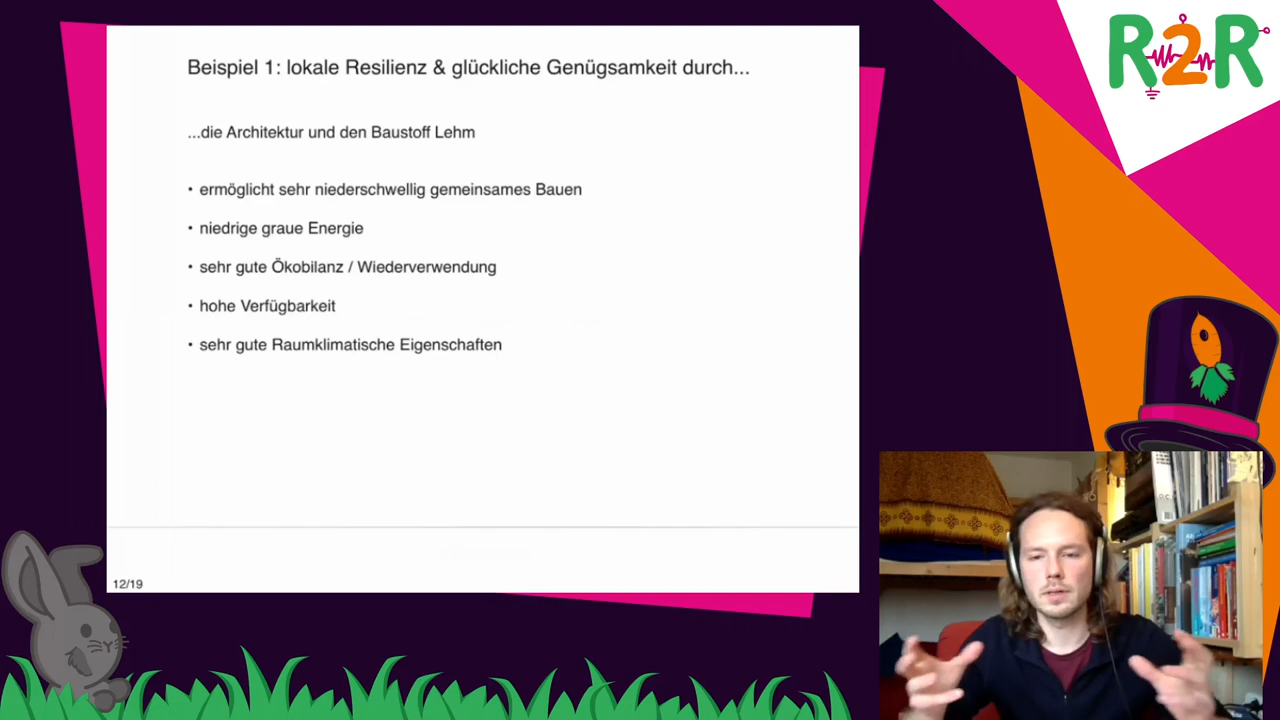 Beispiel 1: lokale Resilienz & glückliche Genügsamkeit durch...
...die Architektur und den Baustoff Lehm
• ermöglicht sehr niederschwellig gemeinsames Bauen
• niedrige graue Energie
• sehr gute Ökobilanz / Wiederverwendung
• hohe Verfügbarkeit
• sehr gute Raumklimatische Eigenschaften
12/19
R2R